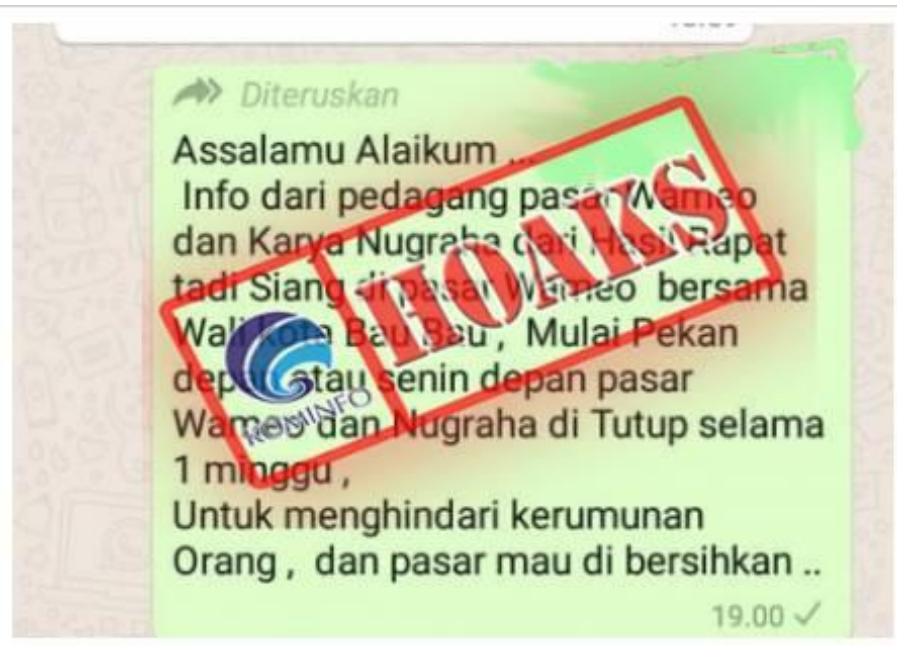 Diteruskan
Assalamu Alaikum ...
Info dari pedagang pasar Wameo
dan Karya Nugraha dari Hasil Rapat
tadi Siang di pasar Wameo bersama
Wali kota Bau Bau , Mulai Pekan
depan atau senin depan pasar
Wameo dan Nugraha di Tutup selama
1 minggu ,
Untuk menghindari kerumunan
Orang , dan pasar mau di bersihkan ..
19.00
HOAKS
KOMINFO